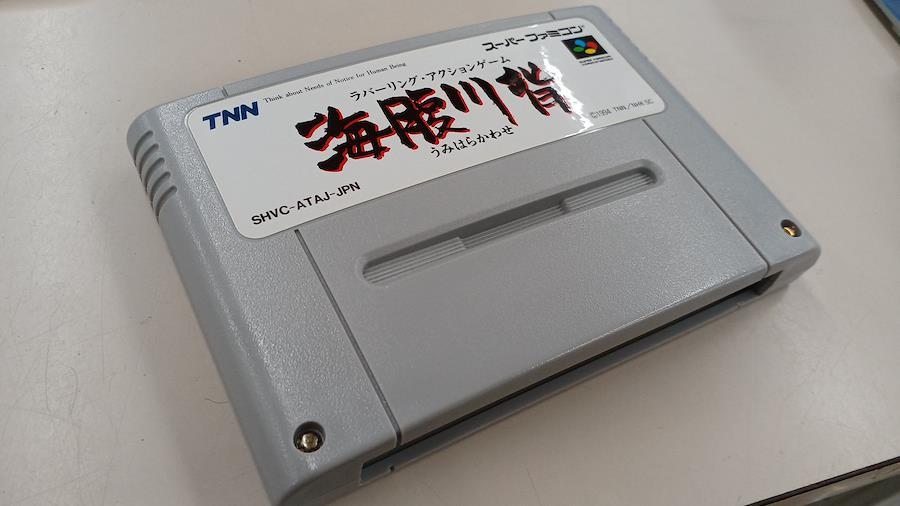 スーパーファミコン
TNN Think about Needs of Notice for Human Being
ラバーリング・アクションゲーム
海腹川背
うみはらかわせ
©1994 TNN/NHK SC
SHVC-ATAJ-JPN